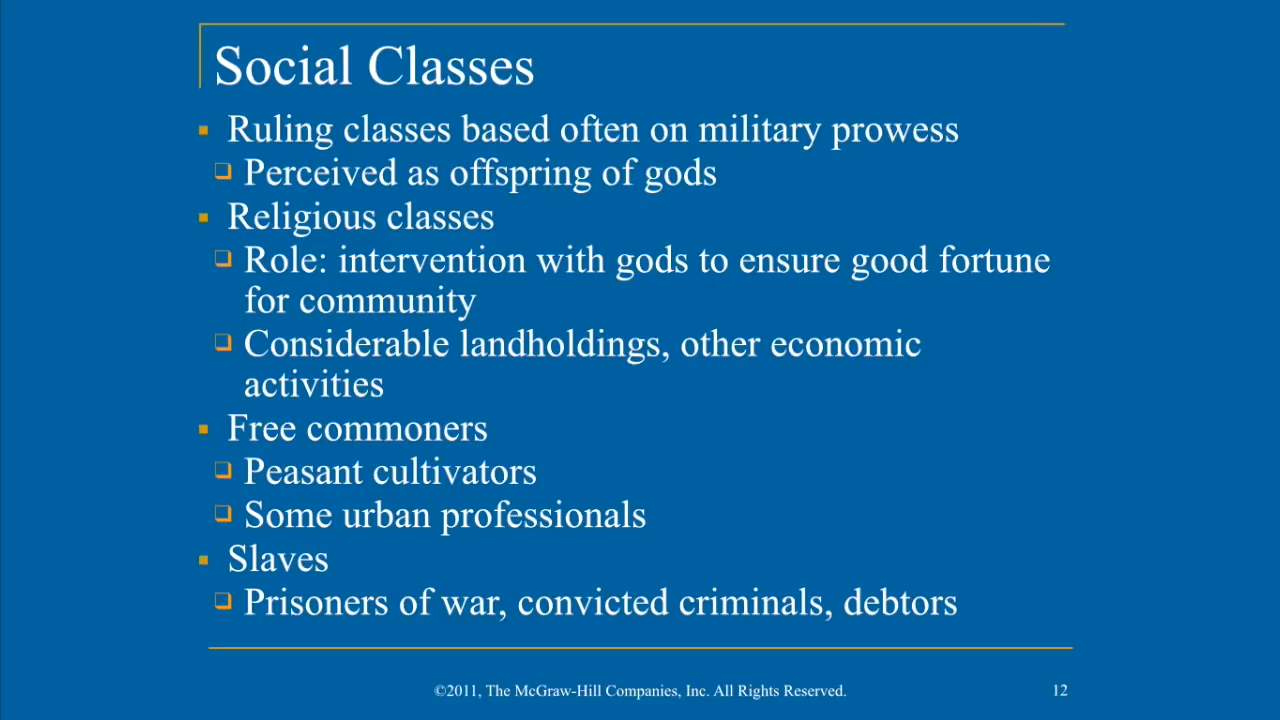 Social Classes
Ruling classes based often on military prowess
Perceived as offspring of gods
Religious classes
Role: intervention with gods to ensure good fortune
for community
Considerable landholdings, other economic
activities
Free commoners
Peasant cultivators
Some urban professionals
Slaves
Prisoners of war, convicted criminals, debtors
©2011, The McGraw-Hill Companies, Inc. All Rights Reserved.
12